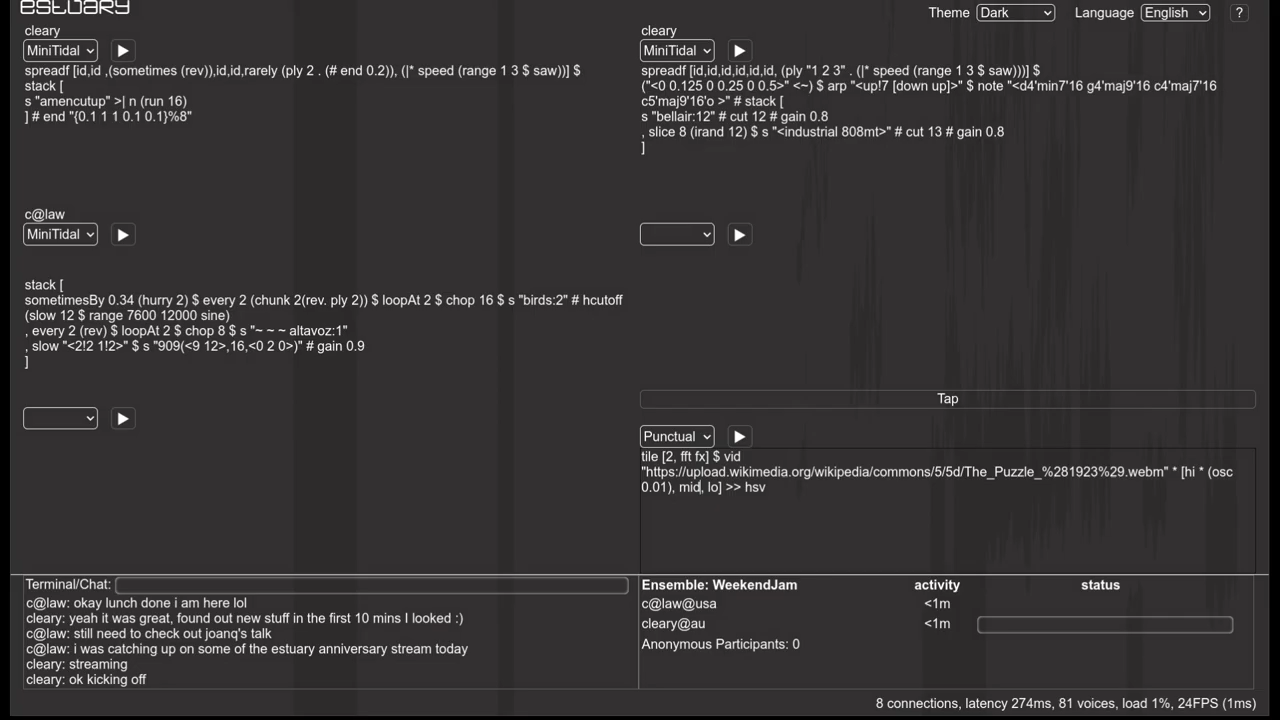 estuary
Theme Dark Language English ?
cleary
MiniTidal
spreadf [id,id ,(sometimes (rev)),id,id,rarely (ply 2 . (# end 0.2)), (|* speed (range 1 3 $ saw))] $
stack [
s "amencutup" >| n (run 16)
] # end "{0.1 1 1 0.1 0.1}%8"
cleary
MiniTidal
spreadf [id,id,id,id,id,id, (ply "1 2 3" . (|* speed (range 1 3 $ saw)))] $
("<0 0.125 0 0.25 0 0.5>" <~) $ arp "<up!7 [down up]>" $ note "<d4'min7'16 g4'maj9'16 c4'maj7'16
c5'maj9'16'o >" # stack [
s "bellair:12" # cut 12 # gain 0.8
, slice 8 (irand 12) $ s "<industrial 808mt>" # cut 13 # gain 0.8
]
c@law
MiniTidal
stack [
sometimesBy 0.34 (hurry 2) $ every 2 (chunk 2(rev. ply 2)) $ loopAt 2 $ chop 16 $ s "birds:2" # hcutoff
(slow 12 $ range 7600 12000 sine)
, every 2 (rev) $ loopAt 2 $ chop 8 $ s "~ ~ ~ altavoz:1"
, slow "<2!2 1!2>" $ s "909(<9 12>,16,<0 2 0>)" # gain 0.9
]
Tap
Punctual
tile [2, fft fx] $ vid
"https://upload.wikimedia.org/wikipedia/commons/5/5d/The_Puzzle_%281923%29.webm" * [hi * (osc
0.01), mid, lo] >> hsv
Terminal/Chat:
c@law: okay lunch done i am here lol
cleary: yeah it was great, found out new stuff in the first 10 mins I looked :)
c@law: still need to check out joanq's talk
c@law: i was catching up on some of the estuary anniversary stream today
cleary: streaming
cleary: ok kicking off
Ensemble: WeekendJam activity status
c@law@usa <1m
cleary@au <1m
Anonymous Participants: 0
8 connections, latency 274ms, 81 voices, load 1%, 24FPS (1ms)